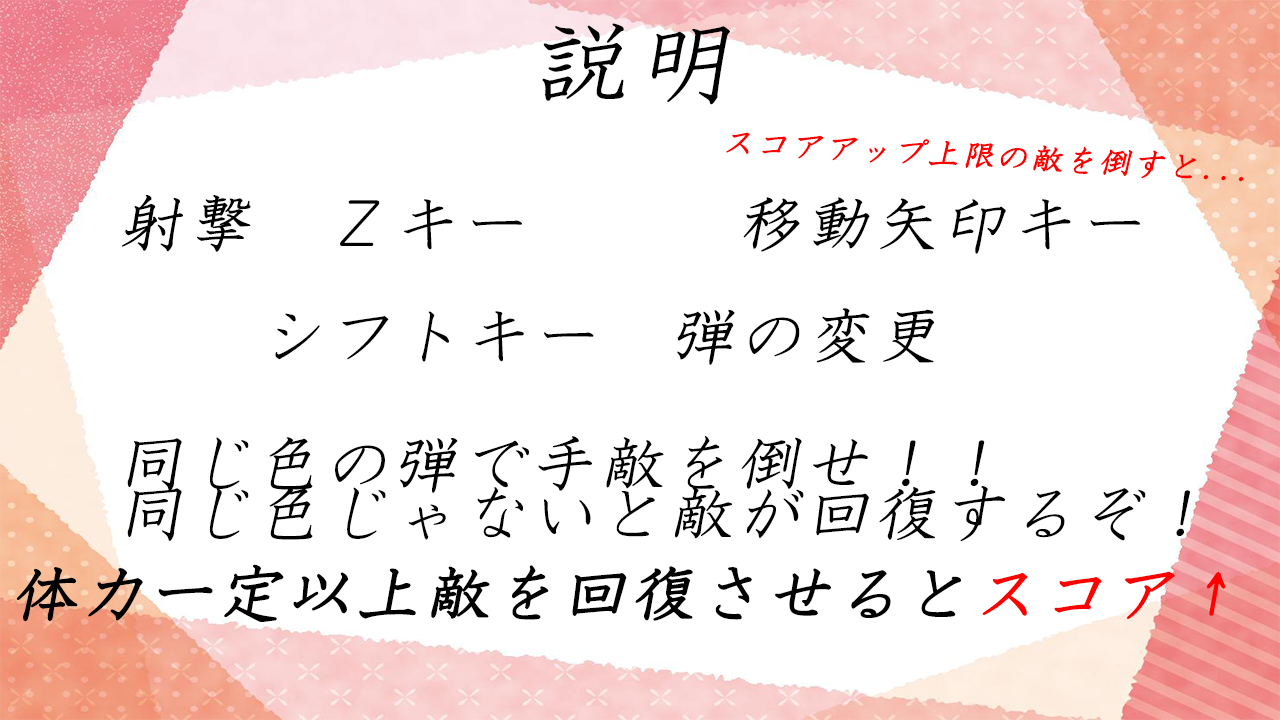 説明
スコアアップ上限の敵を倒すと...
射撃　Zキー　移動矢印キー
シフトキー　弾の変更
同じ色の弾で手敵を倒せ！！
同じ色じゃないと敵が回復するぞ！
体力一定以上敵を回復させるとスコア↑